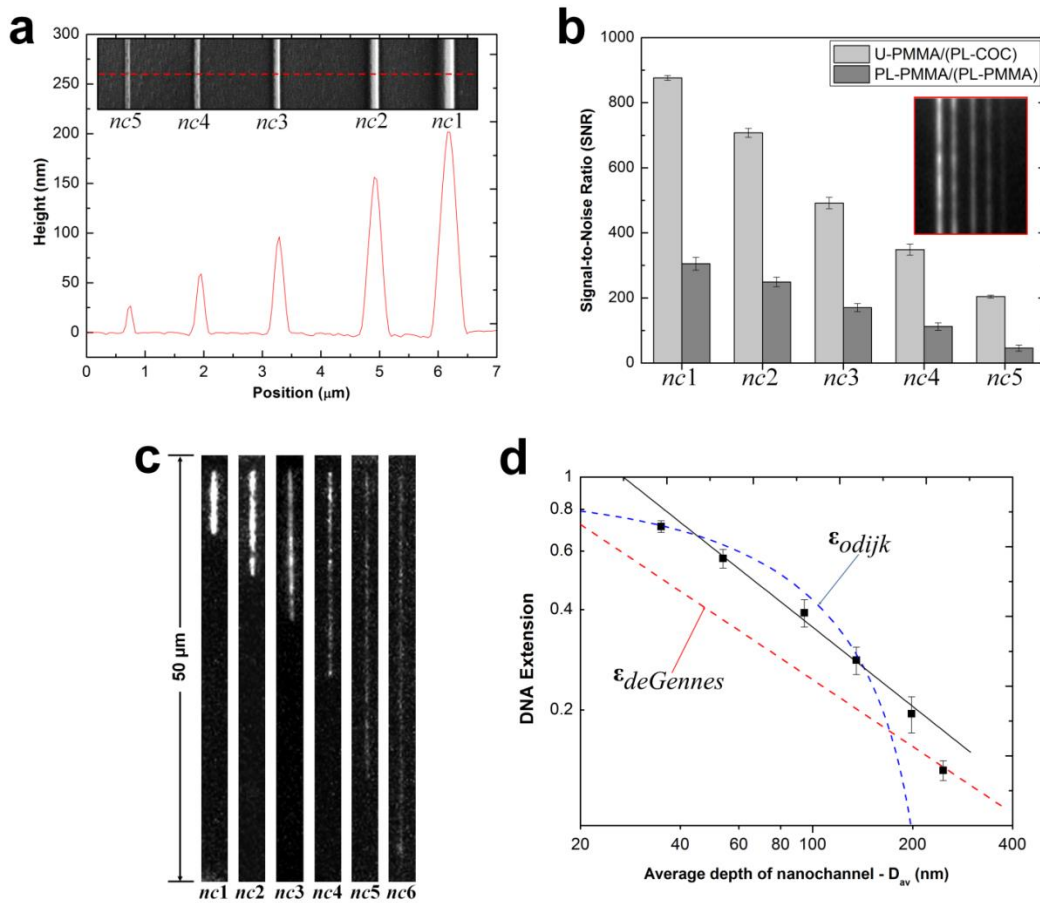 a
300
250
200
150
100
50
0
Height (nm)
nc5 nc4 nc3 nc2 nc1
0 1 2 3 4 5 6 7
Position (μm)
b
1000
800
600
400
200
0
Signal-to-Noise Ratio (SNR)
U-PMMA/(PL-COC)
PL-PMMA/(PL-PMMA)
nc1 nc2 nc3 nc4 nc5
c
50 μm
nc1 nc2 nc3 nc4 nc5 nc6
d
1
0.8
0.6
0.4
0.2
DNA Extension
εodijk
εdeGennes
20 40 60 80 100 200 400
Average depth of nanochannel - Dav (nm)